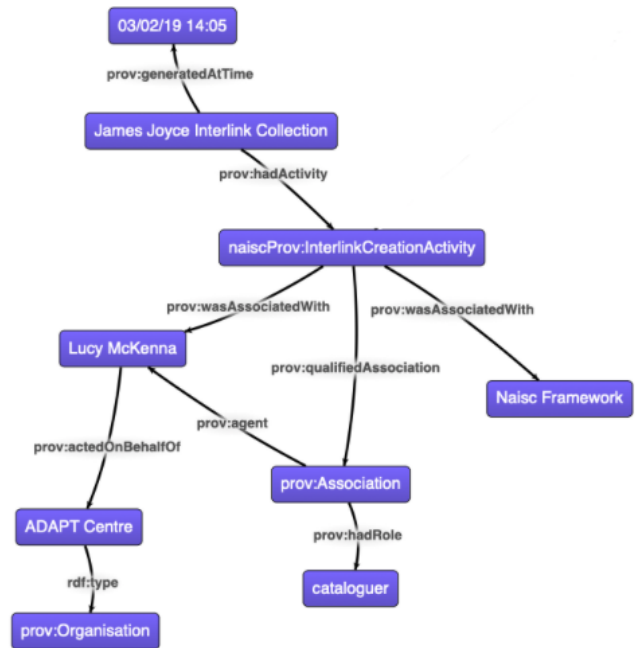 03/02/19 14:05
prov:generatedAtTime
James Joyce Interlink Collection
prov:hadActivity
naiscProv:InterlinkCreationActivity
prov:wasAssociatedWith
prov:wasAssociatedWith
Lucy McKenna
prov:qualifiedAssociation
Naisc Framework
prov:agent
prov:actedOnBehalfOf
prov:Association
ADAPT Centre
prov:hadRole
rdf:type
cataloguer
prov:Organisation